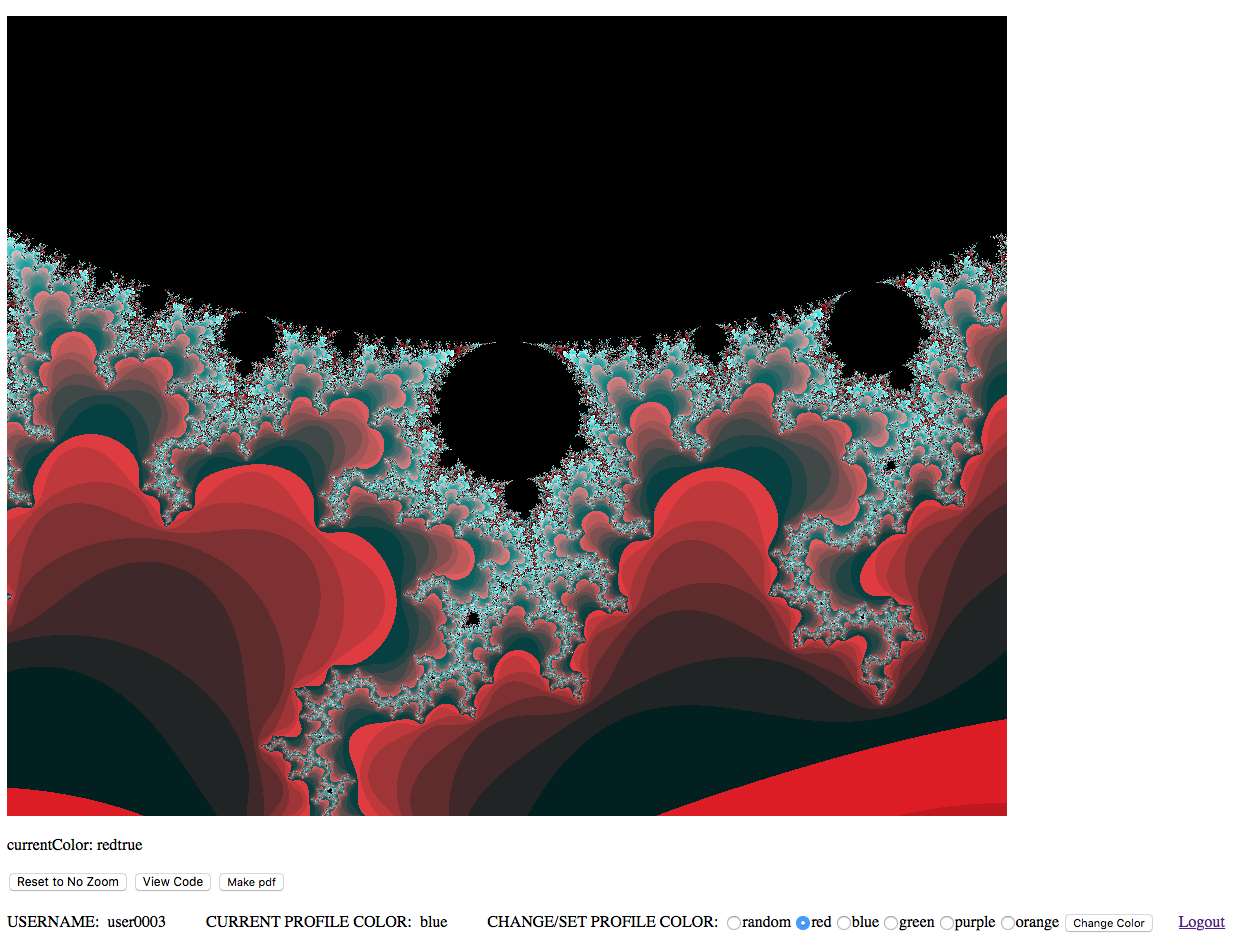 currentColor: redtrue
Reset to No Zoom View Code Make pdf
USERNAME: user0003 CURRENT PROFILE COLOR: blue CHANGE/SET PROFILE COLOR: random red blue green purple orange Change Color Logout